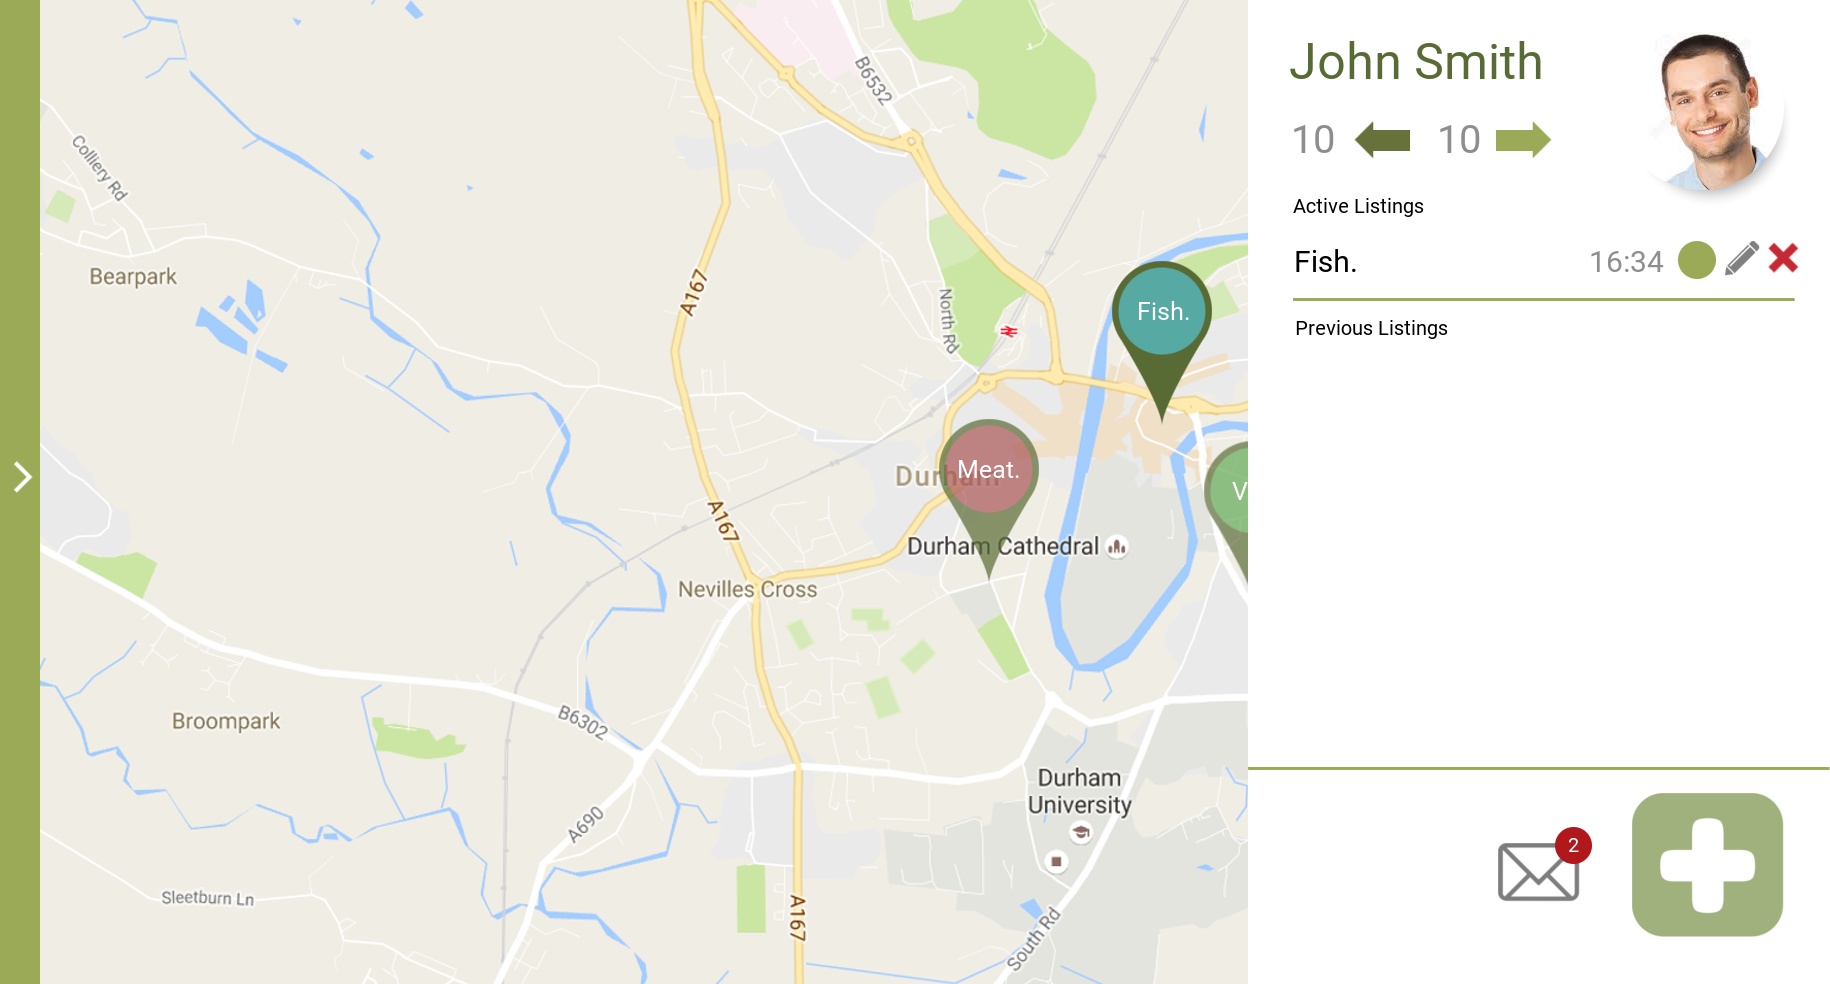 B6532
Colliery Rd
Bearpark
A167
North Rd
Fish.
Meat.
Durham
V
A167
Durham Cathedral
Nevilles Cross
Broompark
B6302
Durham
University
A690
Sleetburn Ln
A167
South Rd
John Smith
10 10
Active Listings
Fish. 16:34
Previous Listings
2